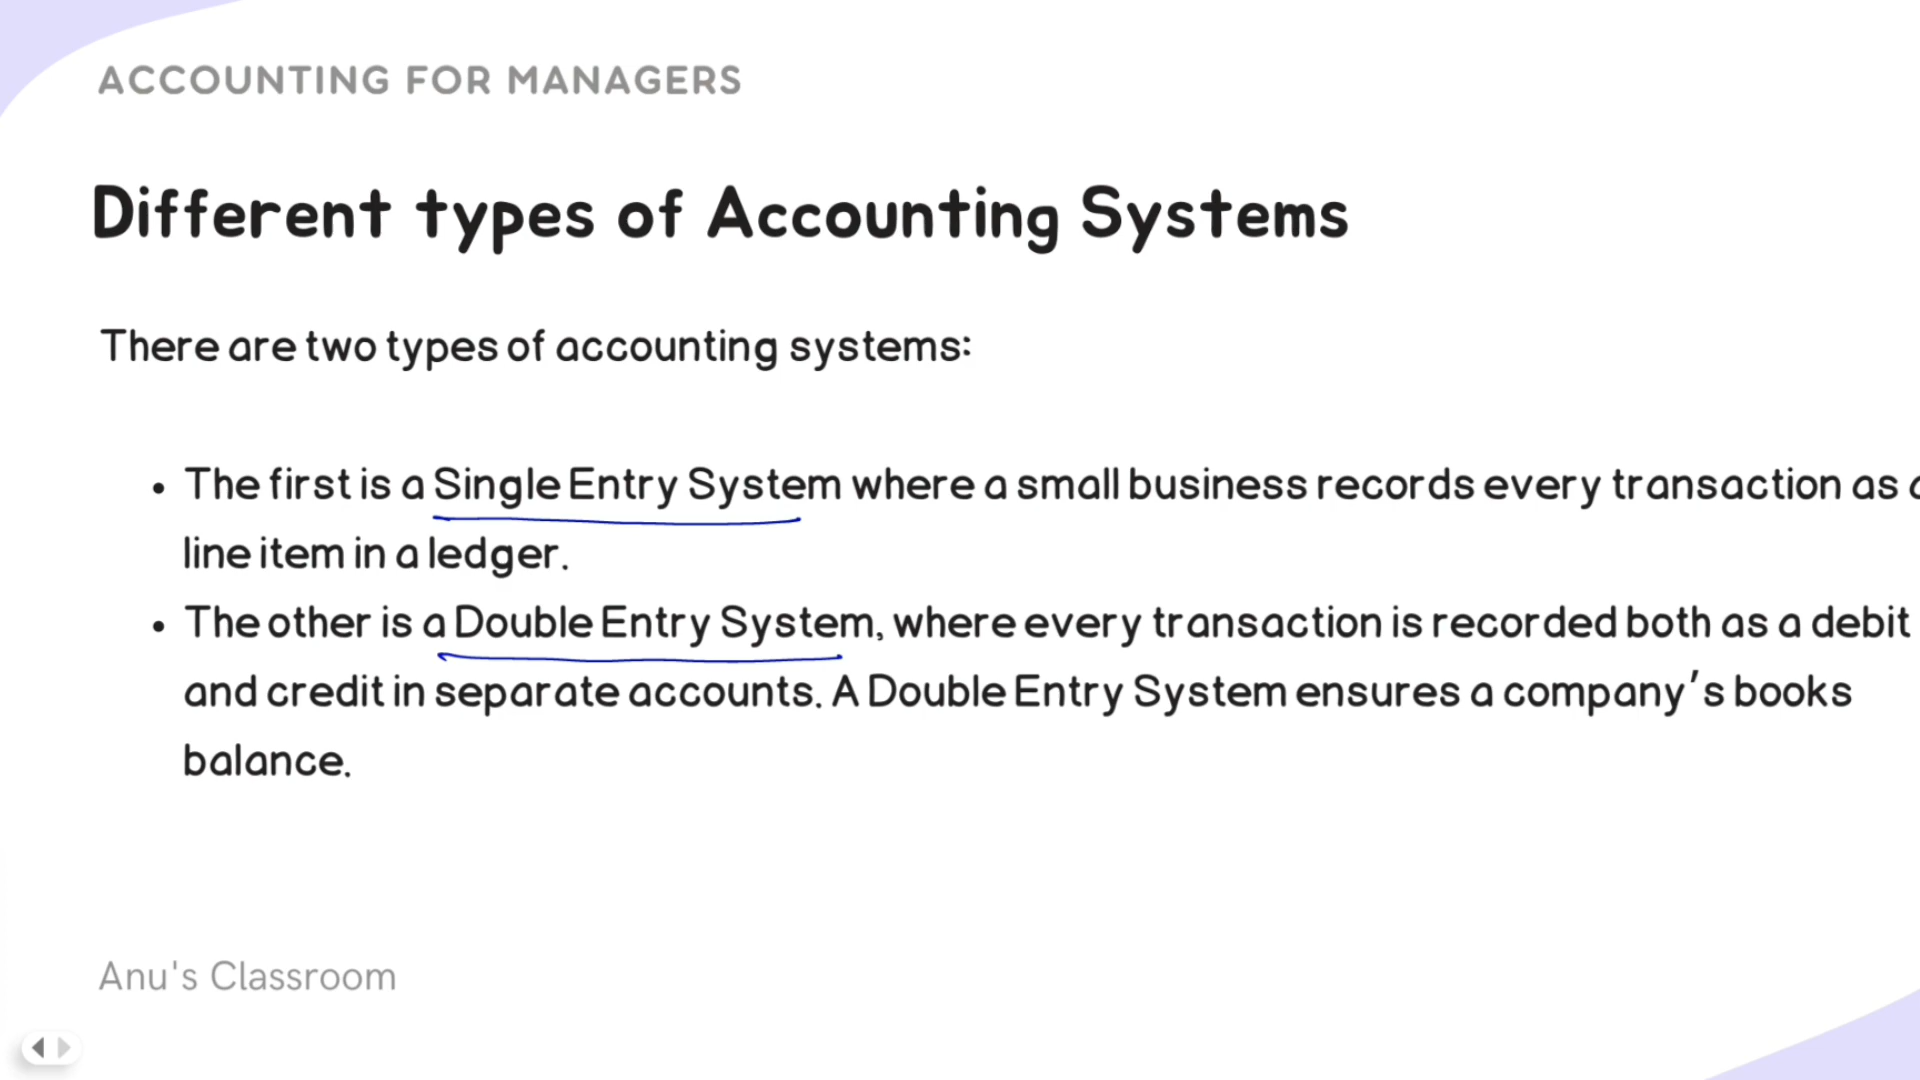 ACCOUNTING FOR MANAGERS
Different types of Accounting Systems
There are two types of accounting systems:
• The first is a Single Entry System where a small business records every transaction as a
line item in a ledger.
• The other is a Double Entry System, where every transaction is recorded both as a debit
and credit in separate accounts. A Double Entry System ensures a company's books
balance.
Anu's Classroom